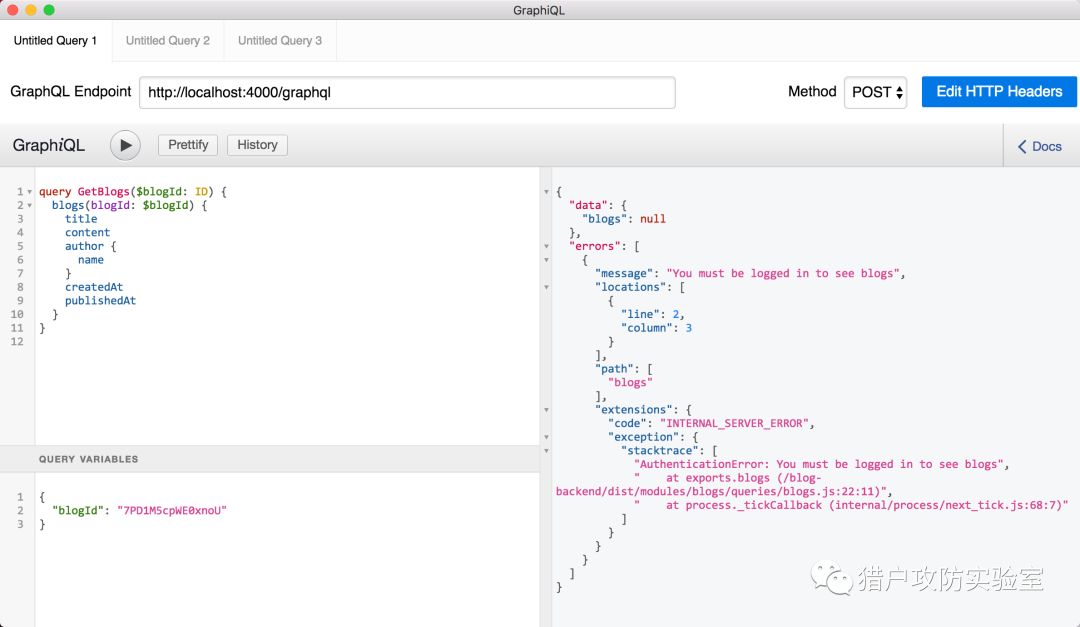 GraphiQL
Untitled Query 1
Untitled Query 2
Untitled Query 3
GraphQL Endpoint
http://localhost:4000/graphql
Method
POST
Edit HTTP Headers
GraphiQL
Prettify
History
Docs
1 query GetBlogs($blogId: ID) {
2   blogs(blogId: $blogId) {
3     title
4     content
5     author {
6       name
7     }
8     createdAt
9     publishedAt
10   }
11 }
12
QUERY VARIABLES
1 {
2   "blogId": "7PD1M5cpWE0xnoU"
3 }
{
  "data": {
    "blogs": null
  },
  "errors": [
    {
      "message": "You must be logged in to see blogs",
      "locations": [
        {
          "line": 2,
          "column": 3
        }
      ],
      "path": [
        "blogs"
      ],
      "extensions": {
        "code": "INTERNAL_SERVER_ERROR",
        "exception": {
          "stacktrace": [
            "AuthenticationError: You must be logged in to see blogs",
            "    at exports.blogs (/blog-
backend/dist/modules/blogs/queries/blogs.js:22:11)",
            "    at process._tickCallback (internal/process/next_tick.js:68:7)"
          ]
        }
      }
    }
  ]
}
猎户攻防实验室